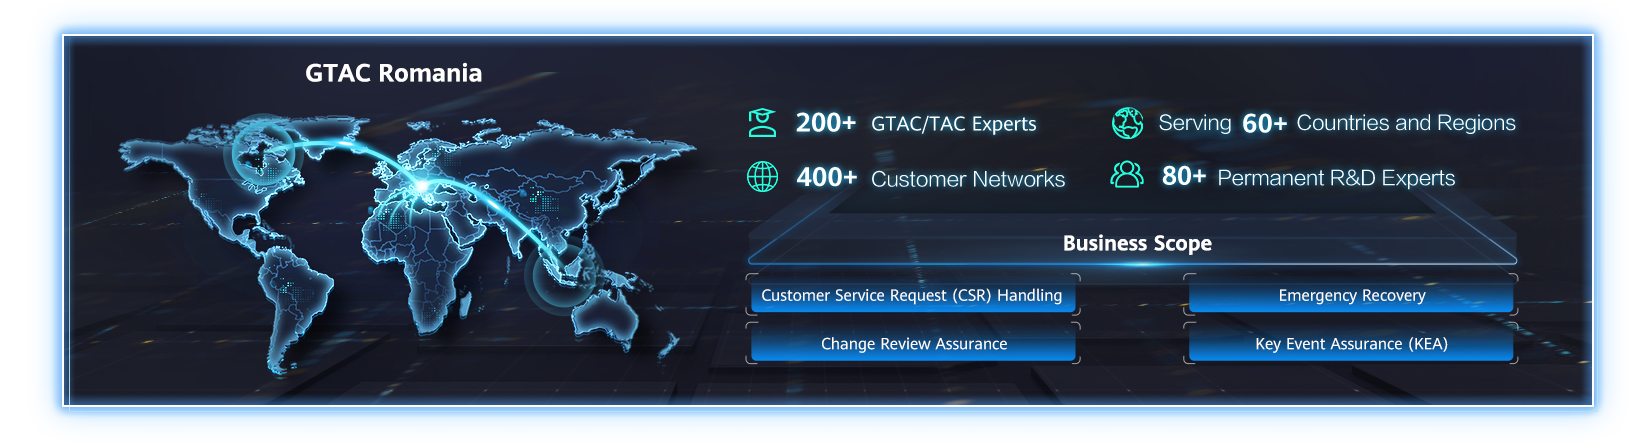 GTAC Romania
200+ GTAC/TAC Experts
Serving 60+ Countries and Regions
400+ Customer Networks
80+ Permanent R&D Experts
Business Scope
Customer Service Request (CSR) Handling
Emergency Recovery
Change Review Assurance
Key Event Assurance (KEA)